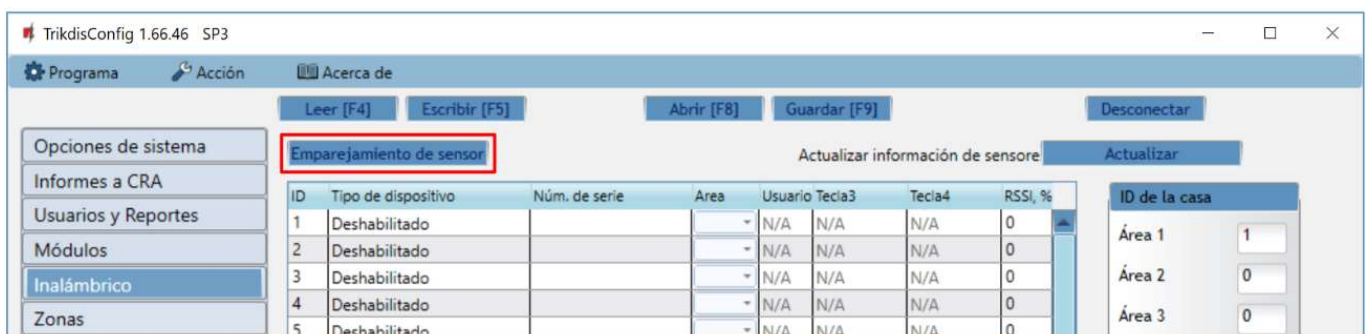 TrikdisConfig 1.66.46 SP3
Programa Acción Acerca de
Leer [F4] Escribir [F5] Abrir [F8] Guardar [F9] Desconectar
Opciones de sistema
Informes a CRA
Usuarios y Reportes
Módulos
Inalámbrico
Zonas
Emparejamiento de sensor Actualizar información de sensore Actualizar
ID Tipo de dispositivo Núm. de serie Area Usuario Tecla3 Tecla4 RSSI, %
1 Deshabilitado N/A N/A N/A 0
2 Deshabilitado N/A N/A N/A 0
3 Deshabilitado N/A N/A N/A 0
4 Deshabilitado N/A N/A N/A 0
5 Deshabilitado N/A N/A N/A 0
ID de la casa
Área 1 1
Área 2 0
Área 3 0